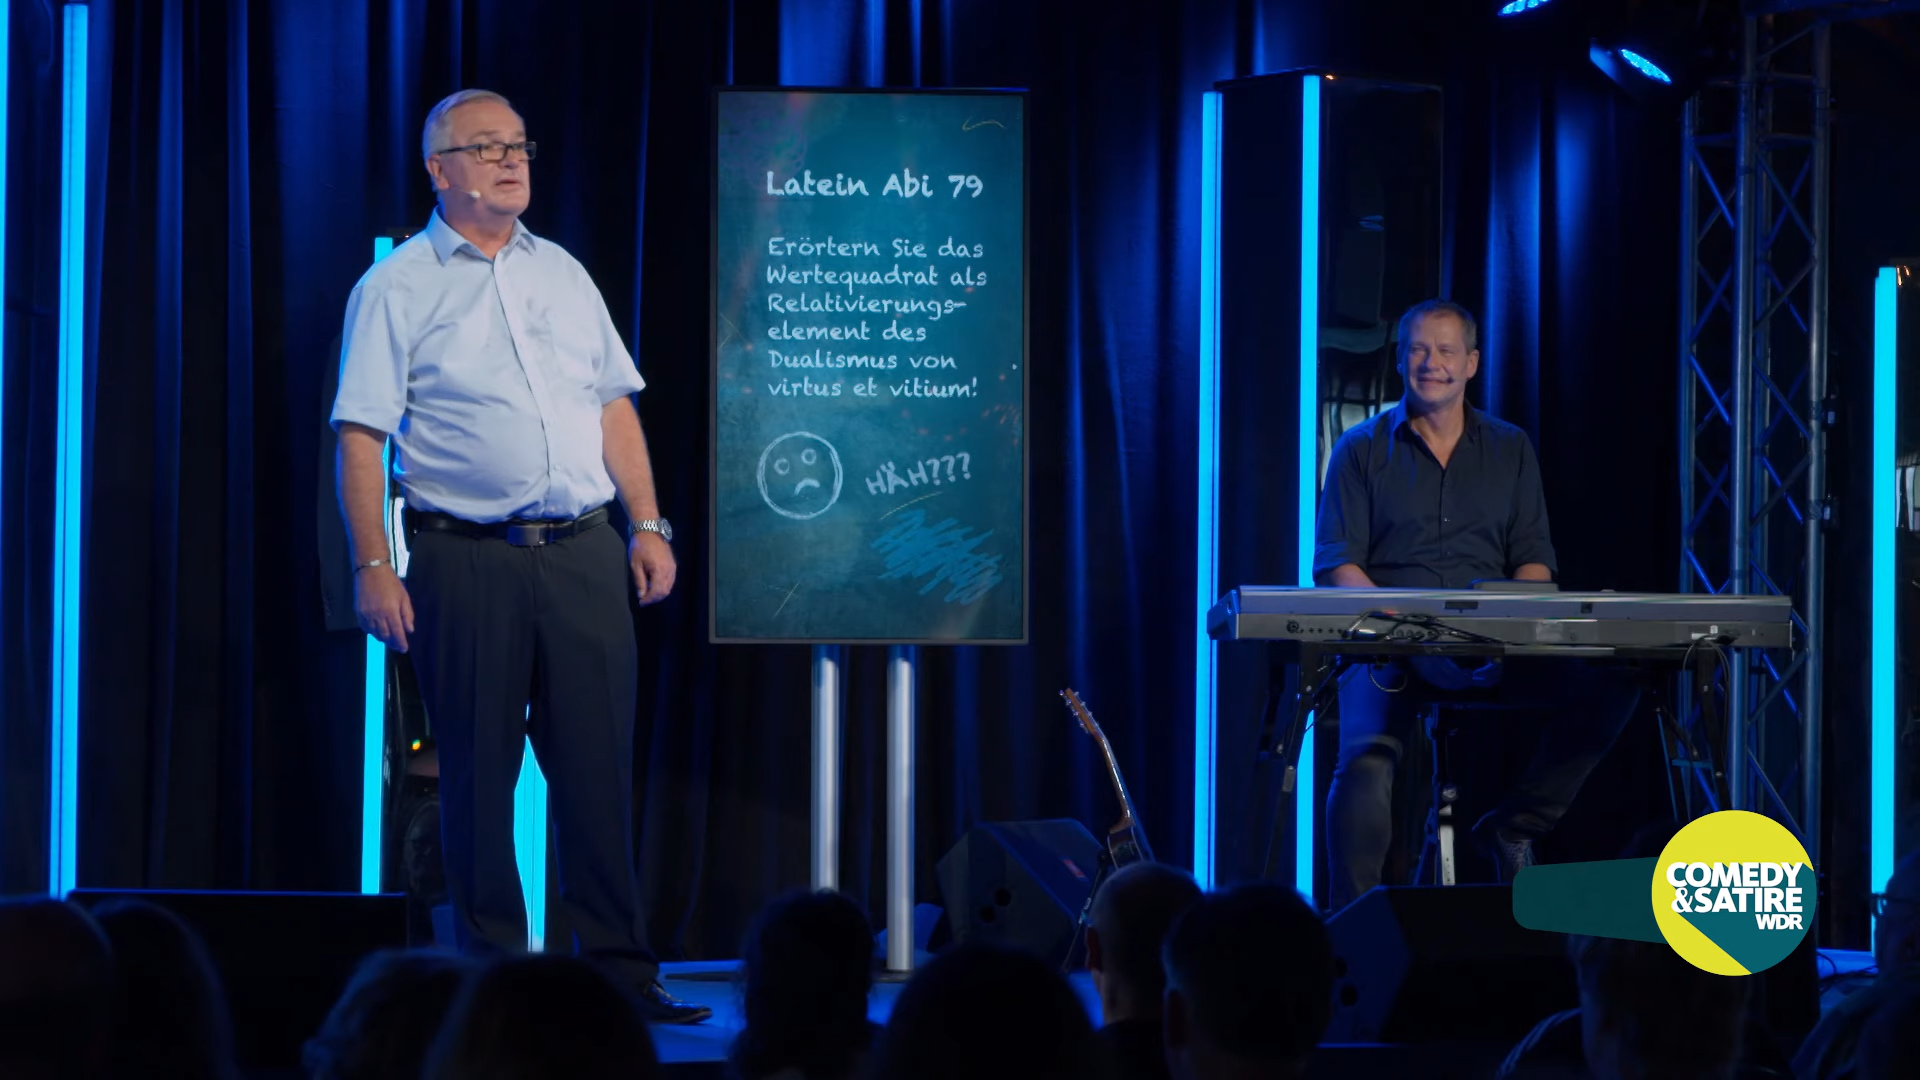 Latein Abi 79
Erörtern Sie das
Wertequadrat als
Relativierungs-
element des
Dualismus von
virtus et vitium!
HÄH???
COMEDY
&SATIRE
WDR